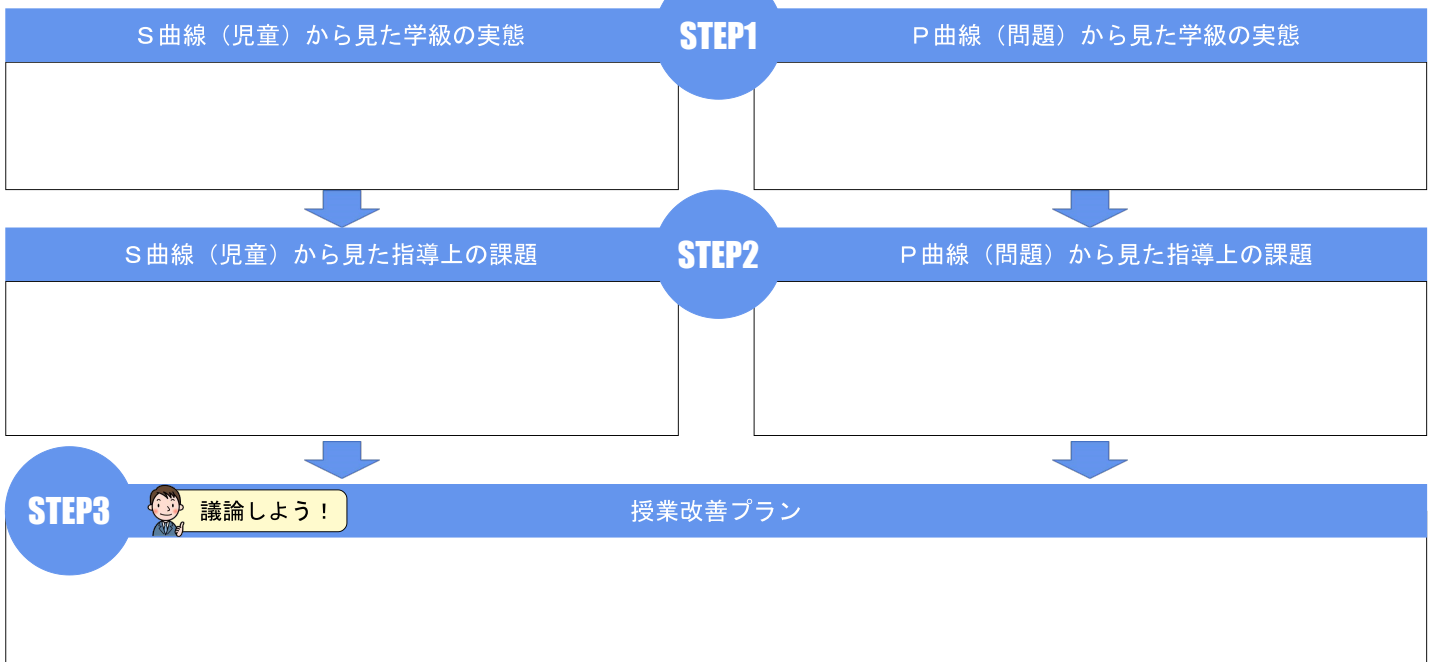 Ｓ曲線（児童）から見た学級の実態
STEP1
Ｐ曲線（問題）から見た学級の実態
Ｓ曲線（児童）から見た指導上の課題
STEP2
Ｐ曲線（問題）から見た指導上の課題
STEP3
議論しよう！
授業改善プラン